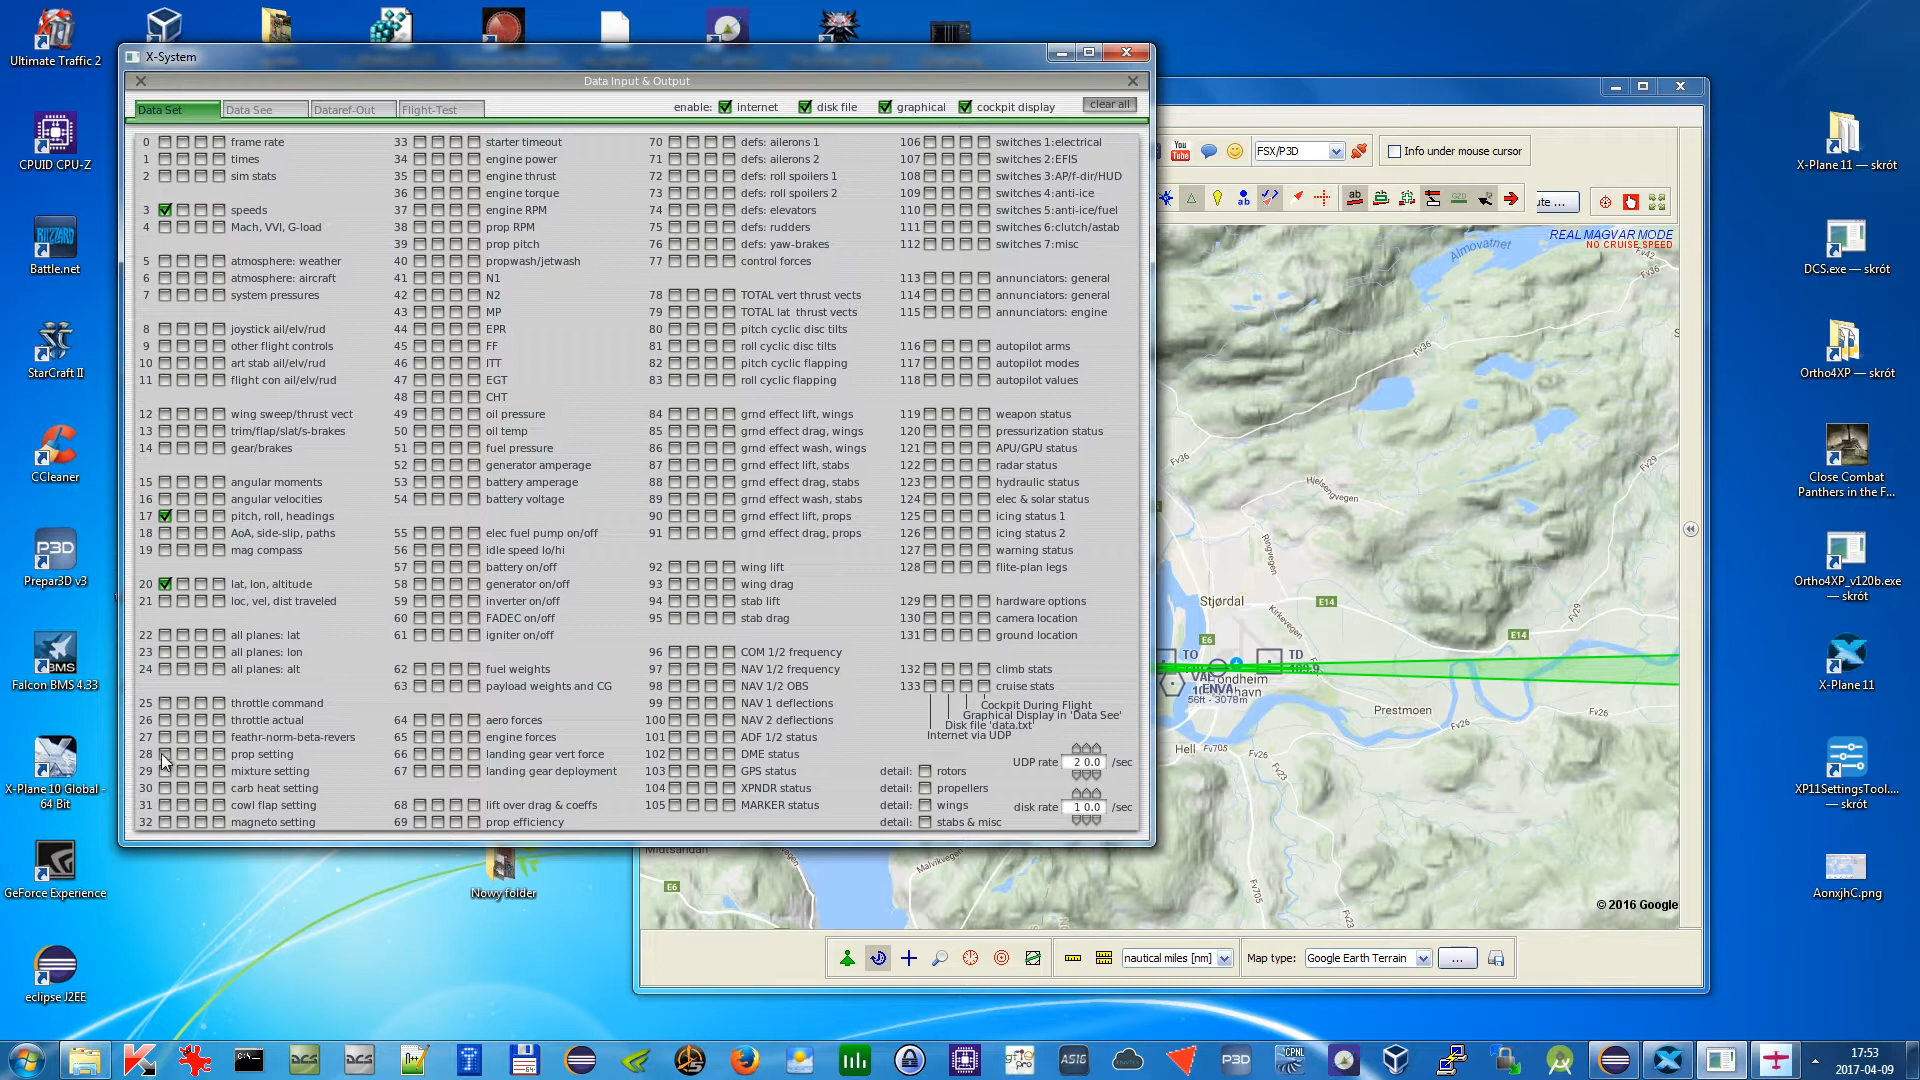 Ultimate Traffic 2
CPUID CPU-Z
Battle.net
StarCraft II
CCleaner
Prepar3D v3
Falcon BMS 4.33
X-Plane 10 Global -
64 Bit
GeForce Experience
eclipse J2EE
X-System
Data Input & Output
Data Set
Data See
Dataref-Out
Flight-Test
enable: internet disk file graphical cockpit display
clear all
0 frame rate
1 times
2 sim stats
3 speeds
4 Mach, VVI, G-load
5 atmosphere: weather
6 atmosphere: aircraft
7 system pressures
8 joystick ail/elv/rud
9 other flight controls
10 art stab ail/elv/rud
11 flight con ail/elv/rud
12 wing sweep/thrust vect
13 trim/flap/slat/s-brakes
14 gear/brakes
15 angular moments
16 angular velocities
17 pitch, roll, headings
18 AoA, side-slip, paths
19 mag compass
20 lat, lon, altitude
21 loc, vel, dist traveled
22 all planes: lat
23 all planes: lon
24 all planes: alt
25 throttle command
26 throttle actual
27 feathr-norm-beta-revers
28 prop setting
29 mixture setting
30 carb heat setting
31 cowl flap setting
32 magneto setting
33 starter timeout
34 engine power
35 engine thrust
36 engine torque
37 engine RPM
38 prop RPM
39 prop pitch
40 propwash/jetwash
41 N1
42 N2
43 MP
44 EPR
45 FF
46 ITT
47 EGT
48 CHT
49 oil pressure
50 oil temp
51 fuel pressure
52 generator amperage
53 battery amperage
54 battery voltage
55 elec fuel pump on/off
56 idle speed lo/hi
57 battery on/off
58 generator on/off
59 inverter on/off
60 FADEC on/off
61 igniter on/off
62 fuel weights
63 payload weights and CG
64 aero forces
65 engine forces
66 landing gear vert force
67 landing gear deployment
68 lift over drag & coeffs
69 prop efficiency
70 defs: ailerons 1
71 defs: ailerons 2
72 defs: roll spoilers 1
73 defs: roll spoilers 2
74 defs: elevators
75 defs: rudders
76 defs: yaw-brakes
77 control forces
78 TOTAL vert thrust vects
79 TOTAL lat thrust vects
80 pitch cyclic disc tilts
81 roll cyclic disc tilts
82 pitch cyclic flapping
83 roll cyclic flapping
84 grnd effect lift, wings
85 grnd effect drag, wings
86 grnd effect wash, wings
87 grnd effect lift, stabs
88 grnd effect drag, stabs
89 grnd effect wash, stabs
90 grnd effect lift, props
91 grnd effect drag, props
92 wing lift
93 wing drag
94 stab lift
95 stab drag
96 COM 1/2 frequency
97 NAV 1/2 frequency
98 NAV 1/2 OBS
99 NAV 1 deflections
100 NAV 2 deflections
101 ADF 1/2 status
102 DME status
103 GPS status
104 XPNDR status
105 MARKER status
106 switches 1:electrical
107 switches 2:EFIS
108 switches 3:AP/f-dir/HUD
109 switches 4:anti-ice
110 switches 5:anti-ice/fuel
111 switches 6:clutch/astab
112 switches 7:misc
113 annunciators: general
114 annunciators: general
115 annunciators: engine
116 autopilot arms
117 autopilot modes
118 autopilot values
119 weapon status
120 pressurization status
121 APU/GPU status
122 radar status
123 hydraulic status
124 elec & solar status
125 icing status 1
126 icing status 2
127 warning status
128 flite-plan legs
129 hardware options
130 camera location
131 ground location
132 climb stats
133 cruise stats
Cockpit During Flight
Graphical Display in 'Data See'
Disk file 'data.txt'
Internet via UDP
UDP rate 20.0 /sec
disk rate 10.0 /sec
detail: rotors
detail: propellers
detail: wings
detail: stabs & misc
You
Tube
FSX/P3D
Info under mouse cursor
ab
ute ...
REAL MAGVAR MODE
NO CRUISE SPEED
Almovatnet
Fv42
Fv36
Fv36
Fv36
Hjelsengvegen
Fv29
Ringvegen
Stjørdal
E14
Kirkevegen
Fv29
E6
E14
TO
TD
ENVA
56ft - 3078m
Prestmoen
Fv26
Fv26
Hell
Fv705
Fv26
Midtsandan
E6
Malvikvegen
Fv705
Fv29
© 2016 Google
nautical miles [nm]
Map type: Google Earth Terrain
...
Nowy folder
X-Plane 11 — skrót
DCS.exe — skrót
Ortho4XP — skrót
Close Combat
Panthers in the F...
Ortho4XP_v120b.exe
— skrót
X-Plane 11
XP11SettingsTool....
— skrót
AonxjhC.png
17:53
2017-04-09